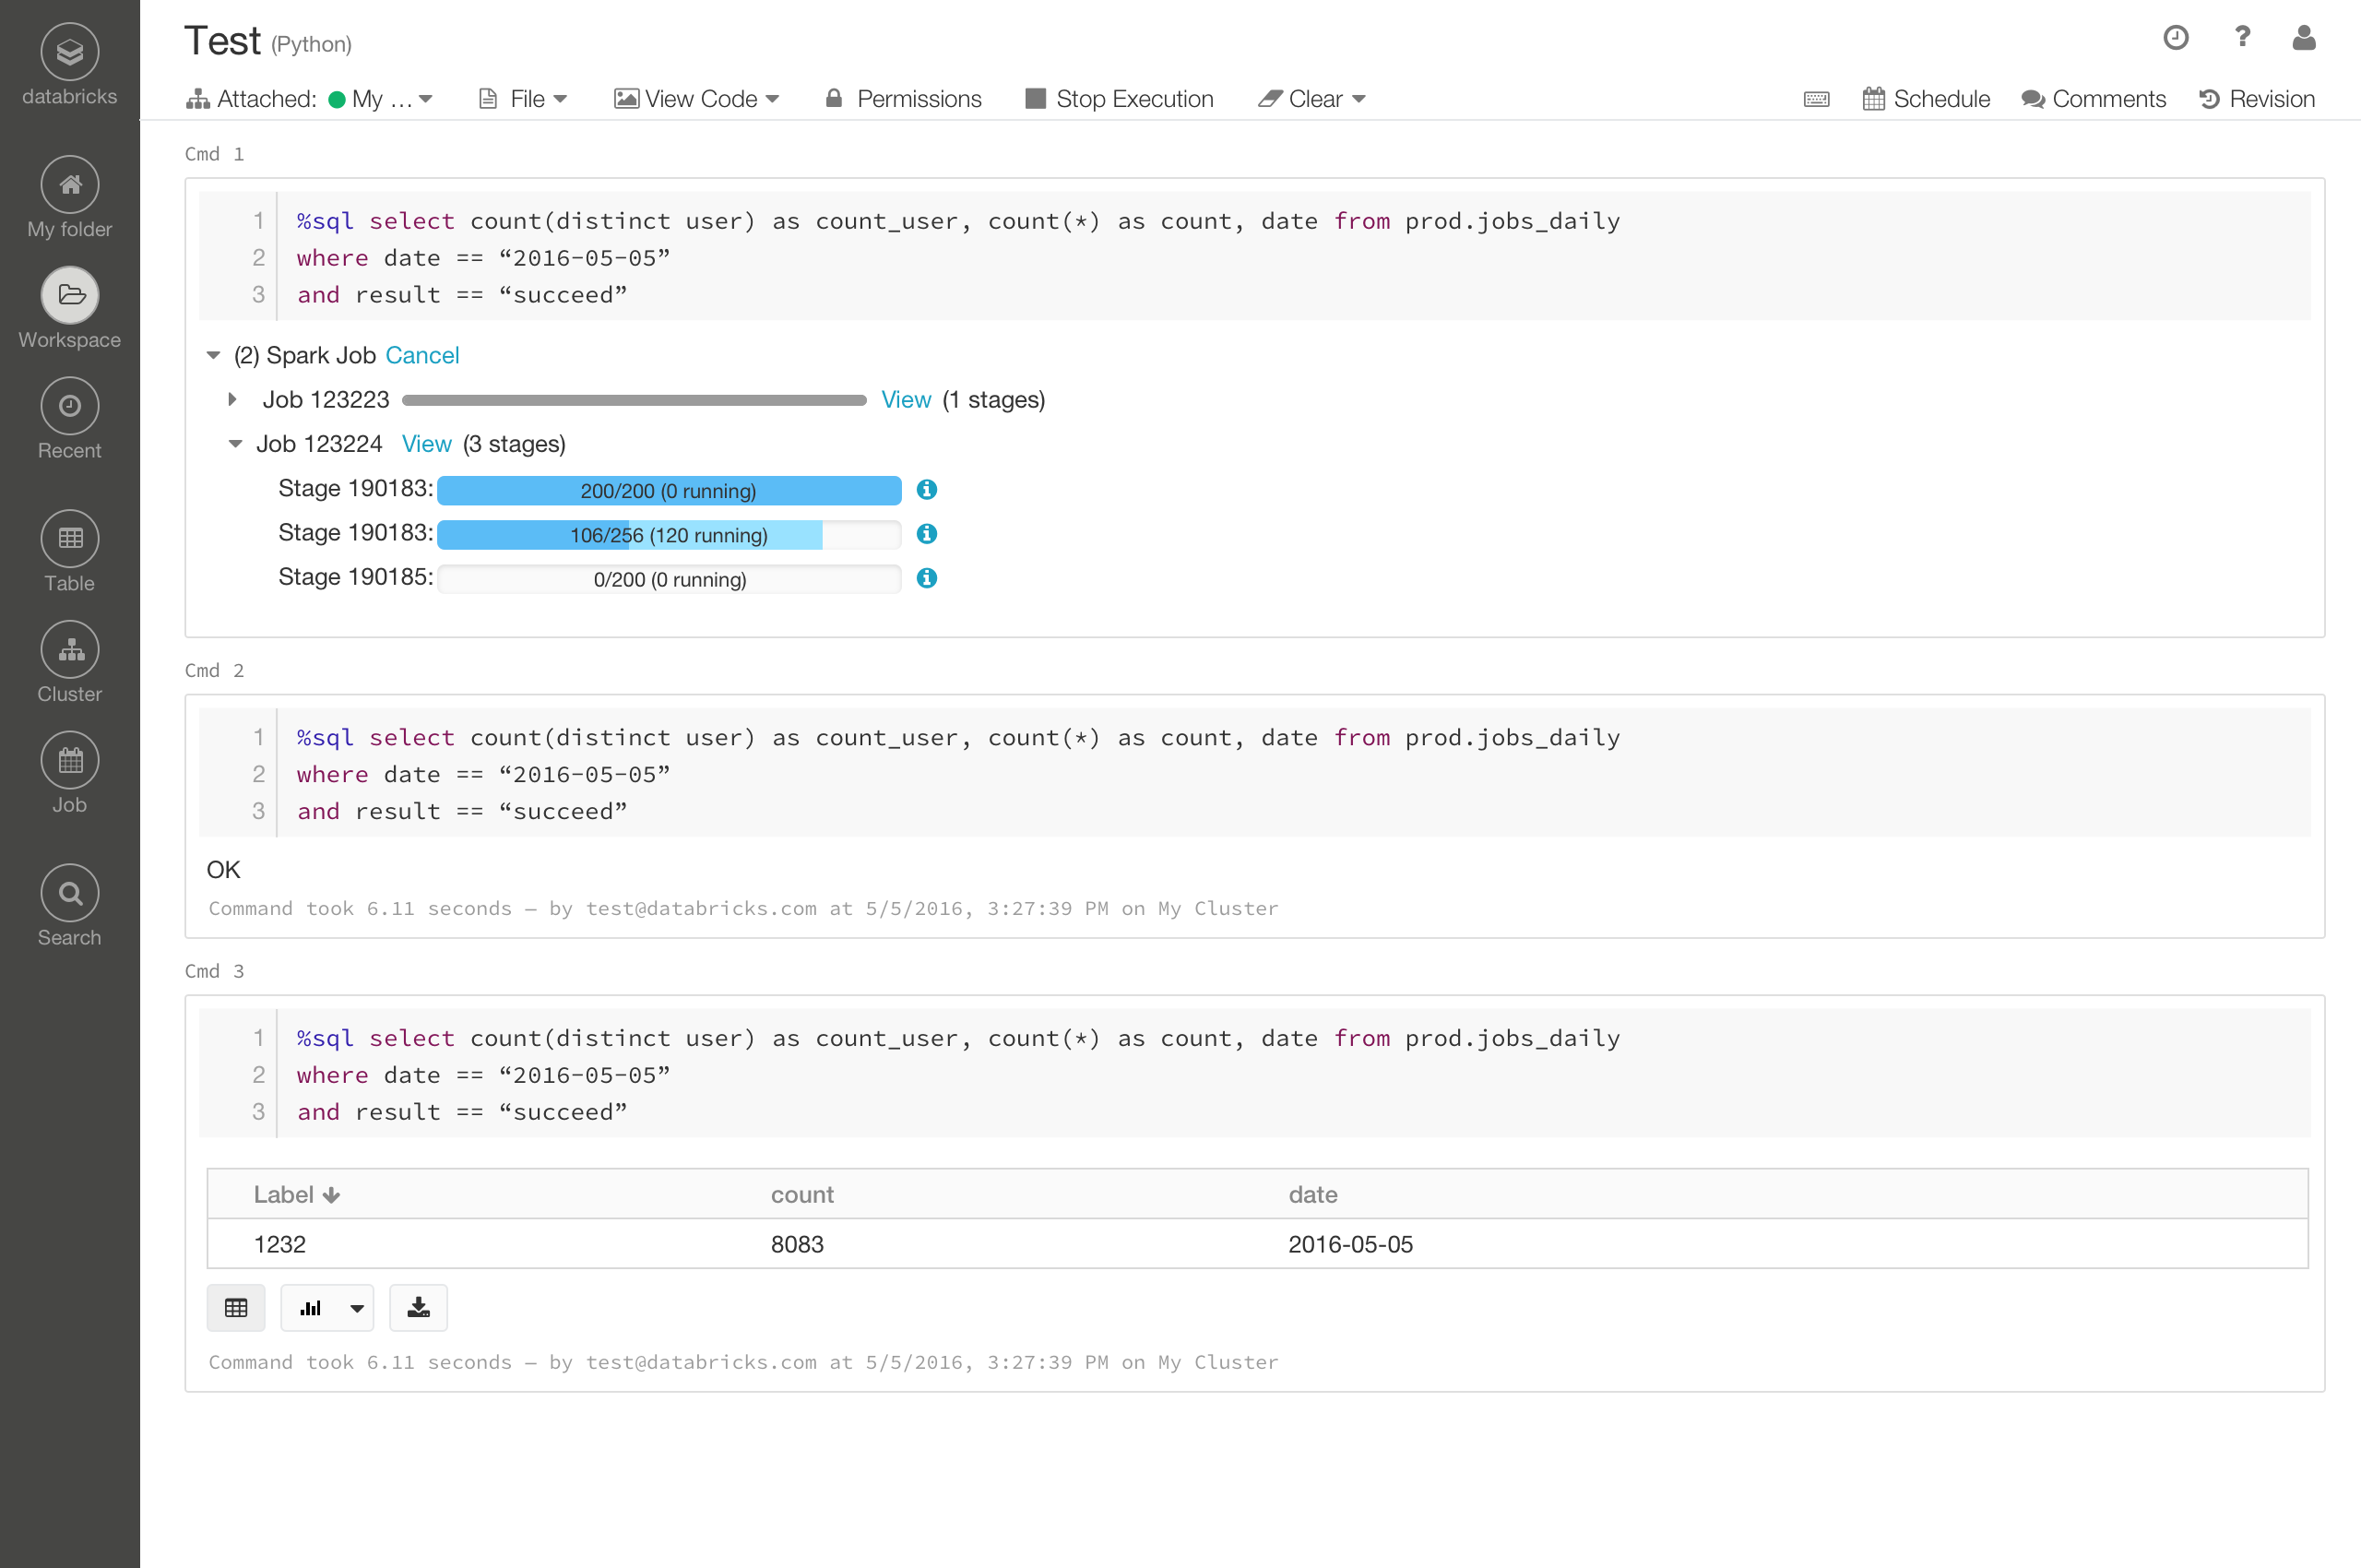 databricks
My folder
Workspace
Recent
Table
Cluster
Job
Search
Test (Python)
Attached: My ... File View Code Permissions Stop Execution Clear Schedule Comments Revision
Cmd 1
1 %sql select count(distinct user) as count_user, count(*) as count, date from prod.jobs_daily
2 where date == “2016-05-05”
3 and result == “succeed”
(2) Spark Job Cancel
Job 123223 View (1 stages)
Job 123224 View (3 stages)
Stage 190183: 200/200 (0 running)
Stage 190183: 106/256 (120 running)
Stage 190185: 0/200 (0 running)
Cmd 2
1 %sql select count(distinct user) as count_user, count(*) as count, date from prod.jobs_daily
2 where date == “2016-05-05”
3 and result == “succeed”
OK
Command took 6.11 seconds — by test@databricks.com at 5/5/2016, 3:27:39 PM on My Cluster
Cmd 3
1 %sql select count(distinct user) as count_user, count(*) as count, date from prod.jobs_daily
2 where date == “2016-05-05”
3 and result == “succeed”
Label count date
1232 8083 2016-05-05
Command took 6.11 seconds — by test@databricks.com at 5/5/2016, 3:27:39 PM on My Cluster